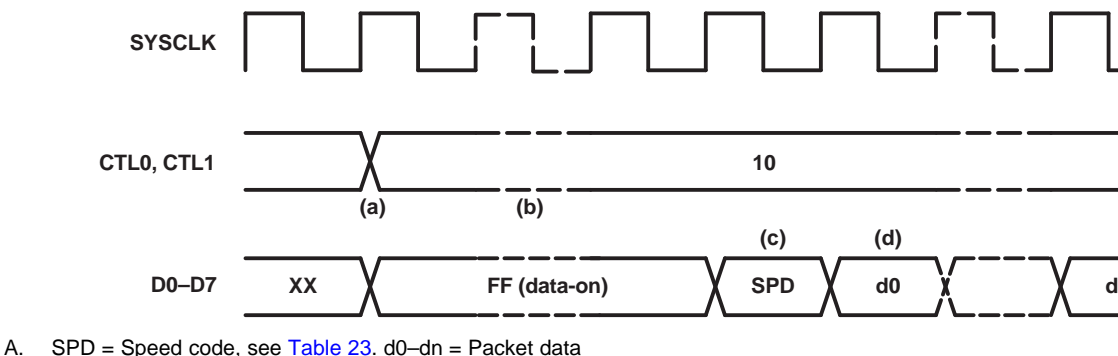 SYSCLK
CTL0, CTL1
10
(a)
(b)
(c)
(d)
D0–D7
XX
FF (data-on)
SPD
d0
d
A. SPD = Speed code, see Table 23. d0–dn = Packet data